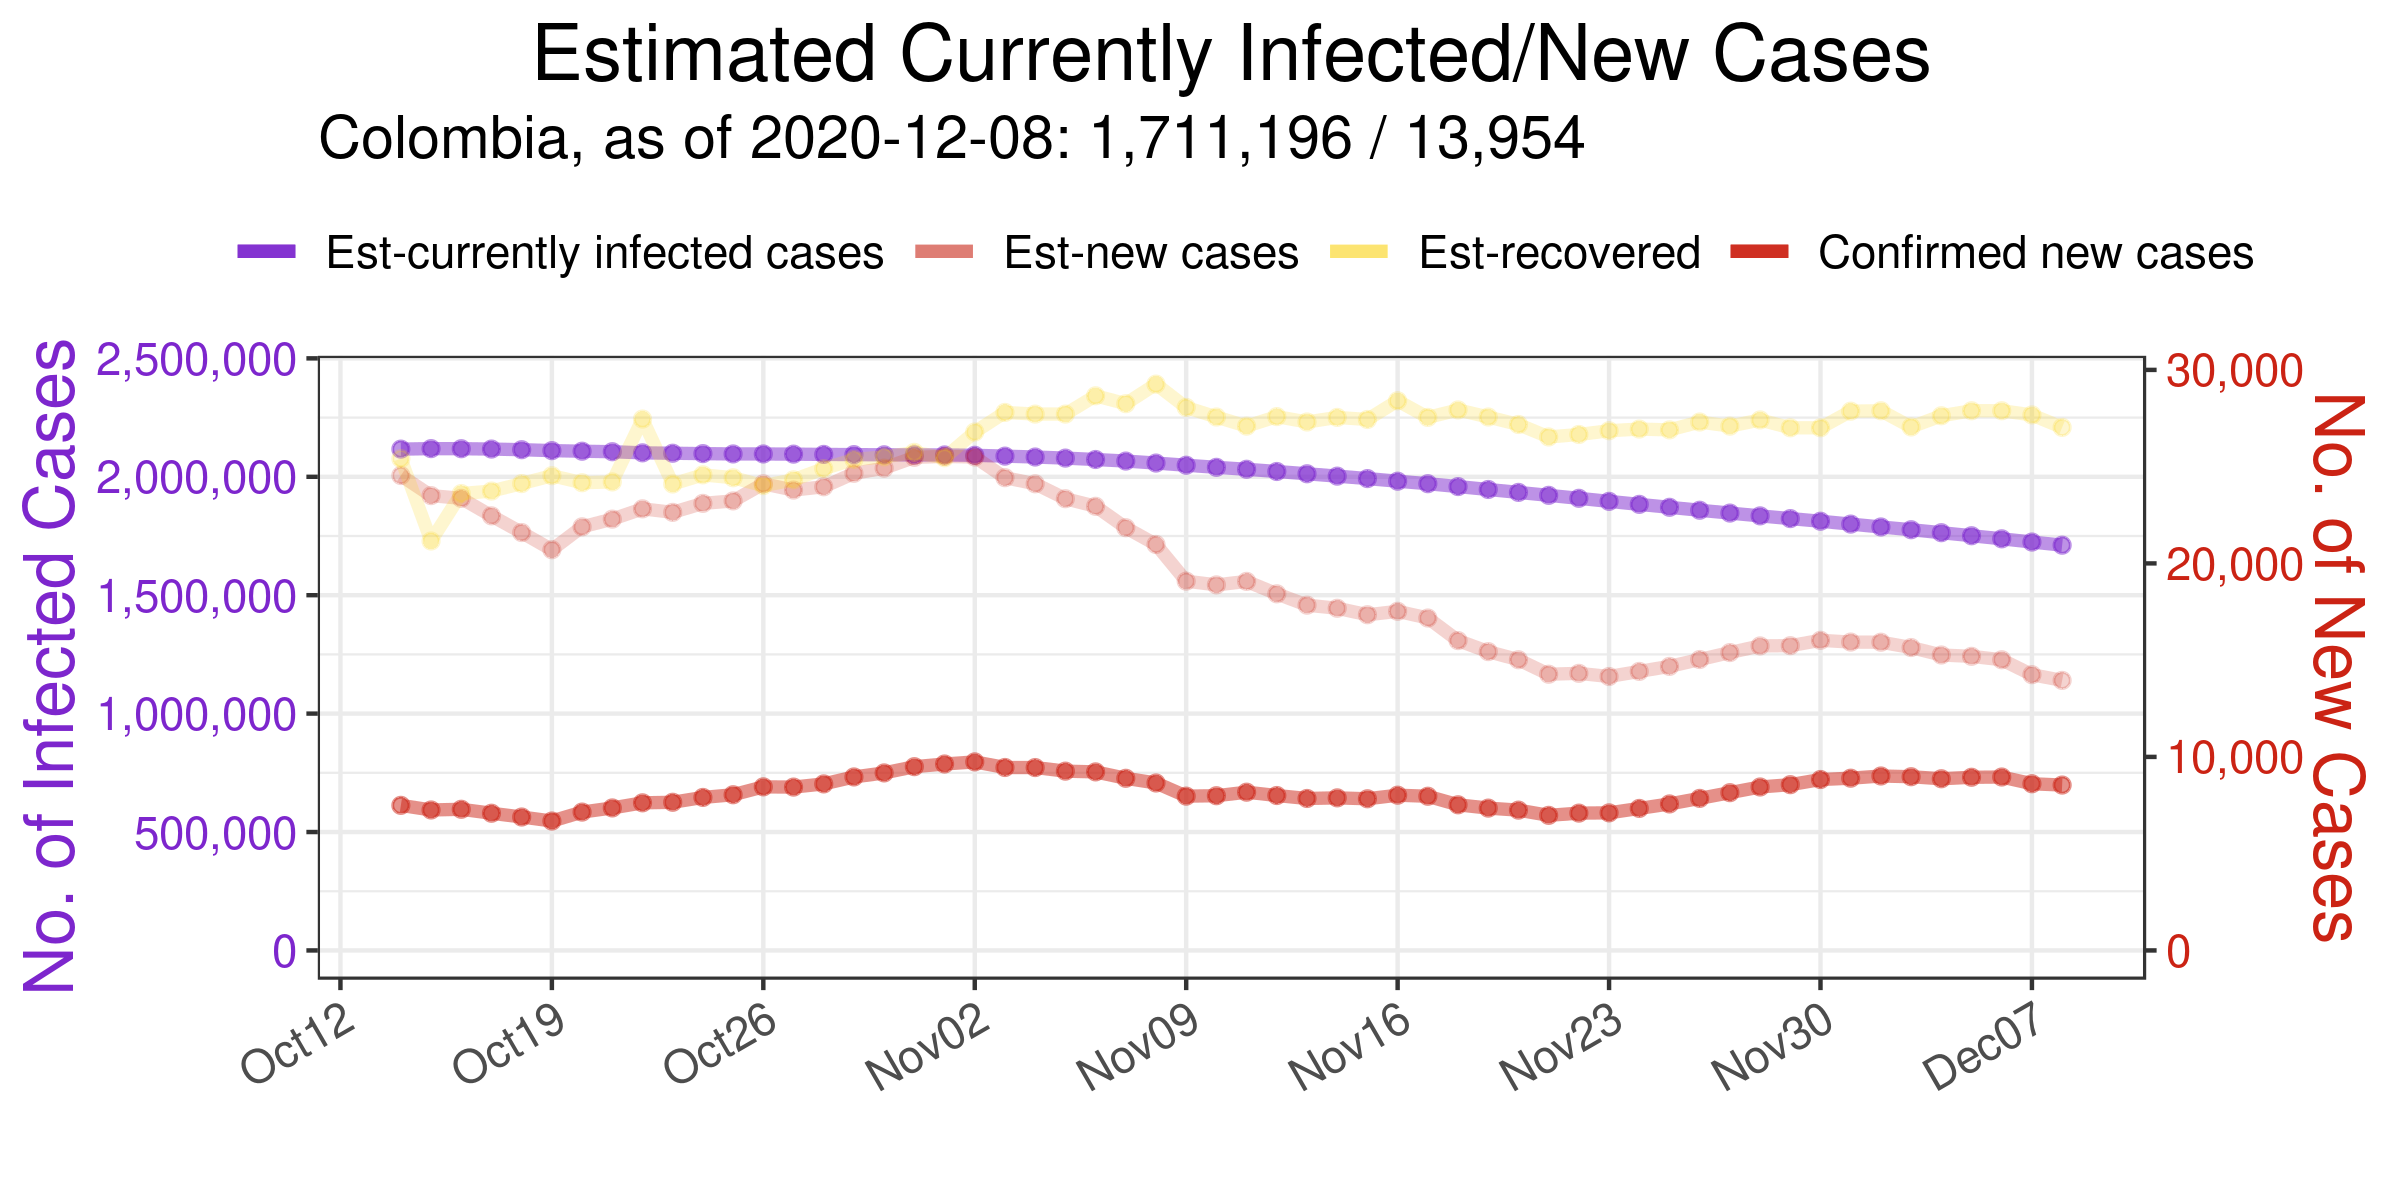 Estimated Currently Infected/New Cases
Colombia, as of 2020-12-08: 1,711,196 / 13,954
Est-currently infected cases Est-new cases Est-recovered Confirmed new cases
No. of Infected Cases
2,500,000
2,000,000
1,500,000
1,000,000
500,000
0
30,000
20,000
10,000
0
No. of New Cases
Oct12 Oct19 Oct26 Nov02 Nov09 Nov16 Nov23 Nov30 Dec07